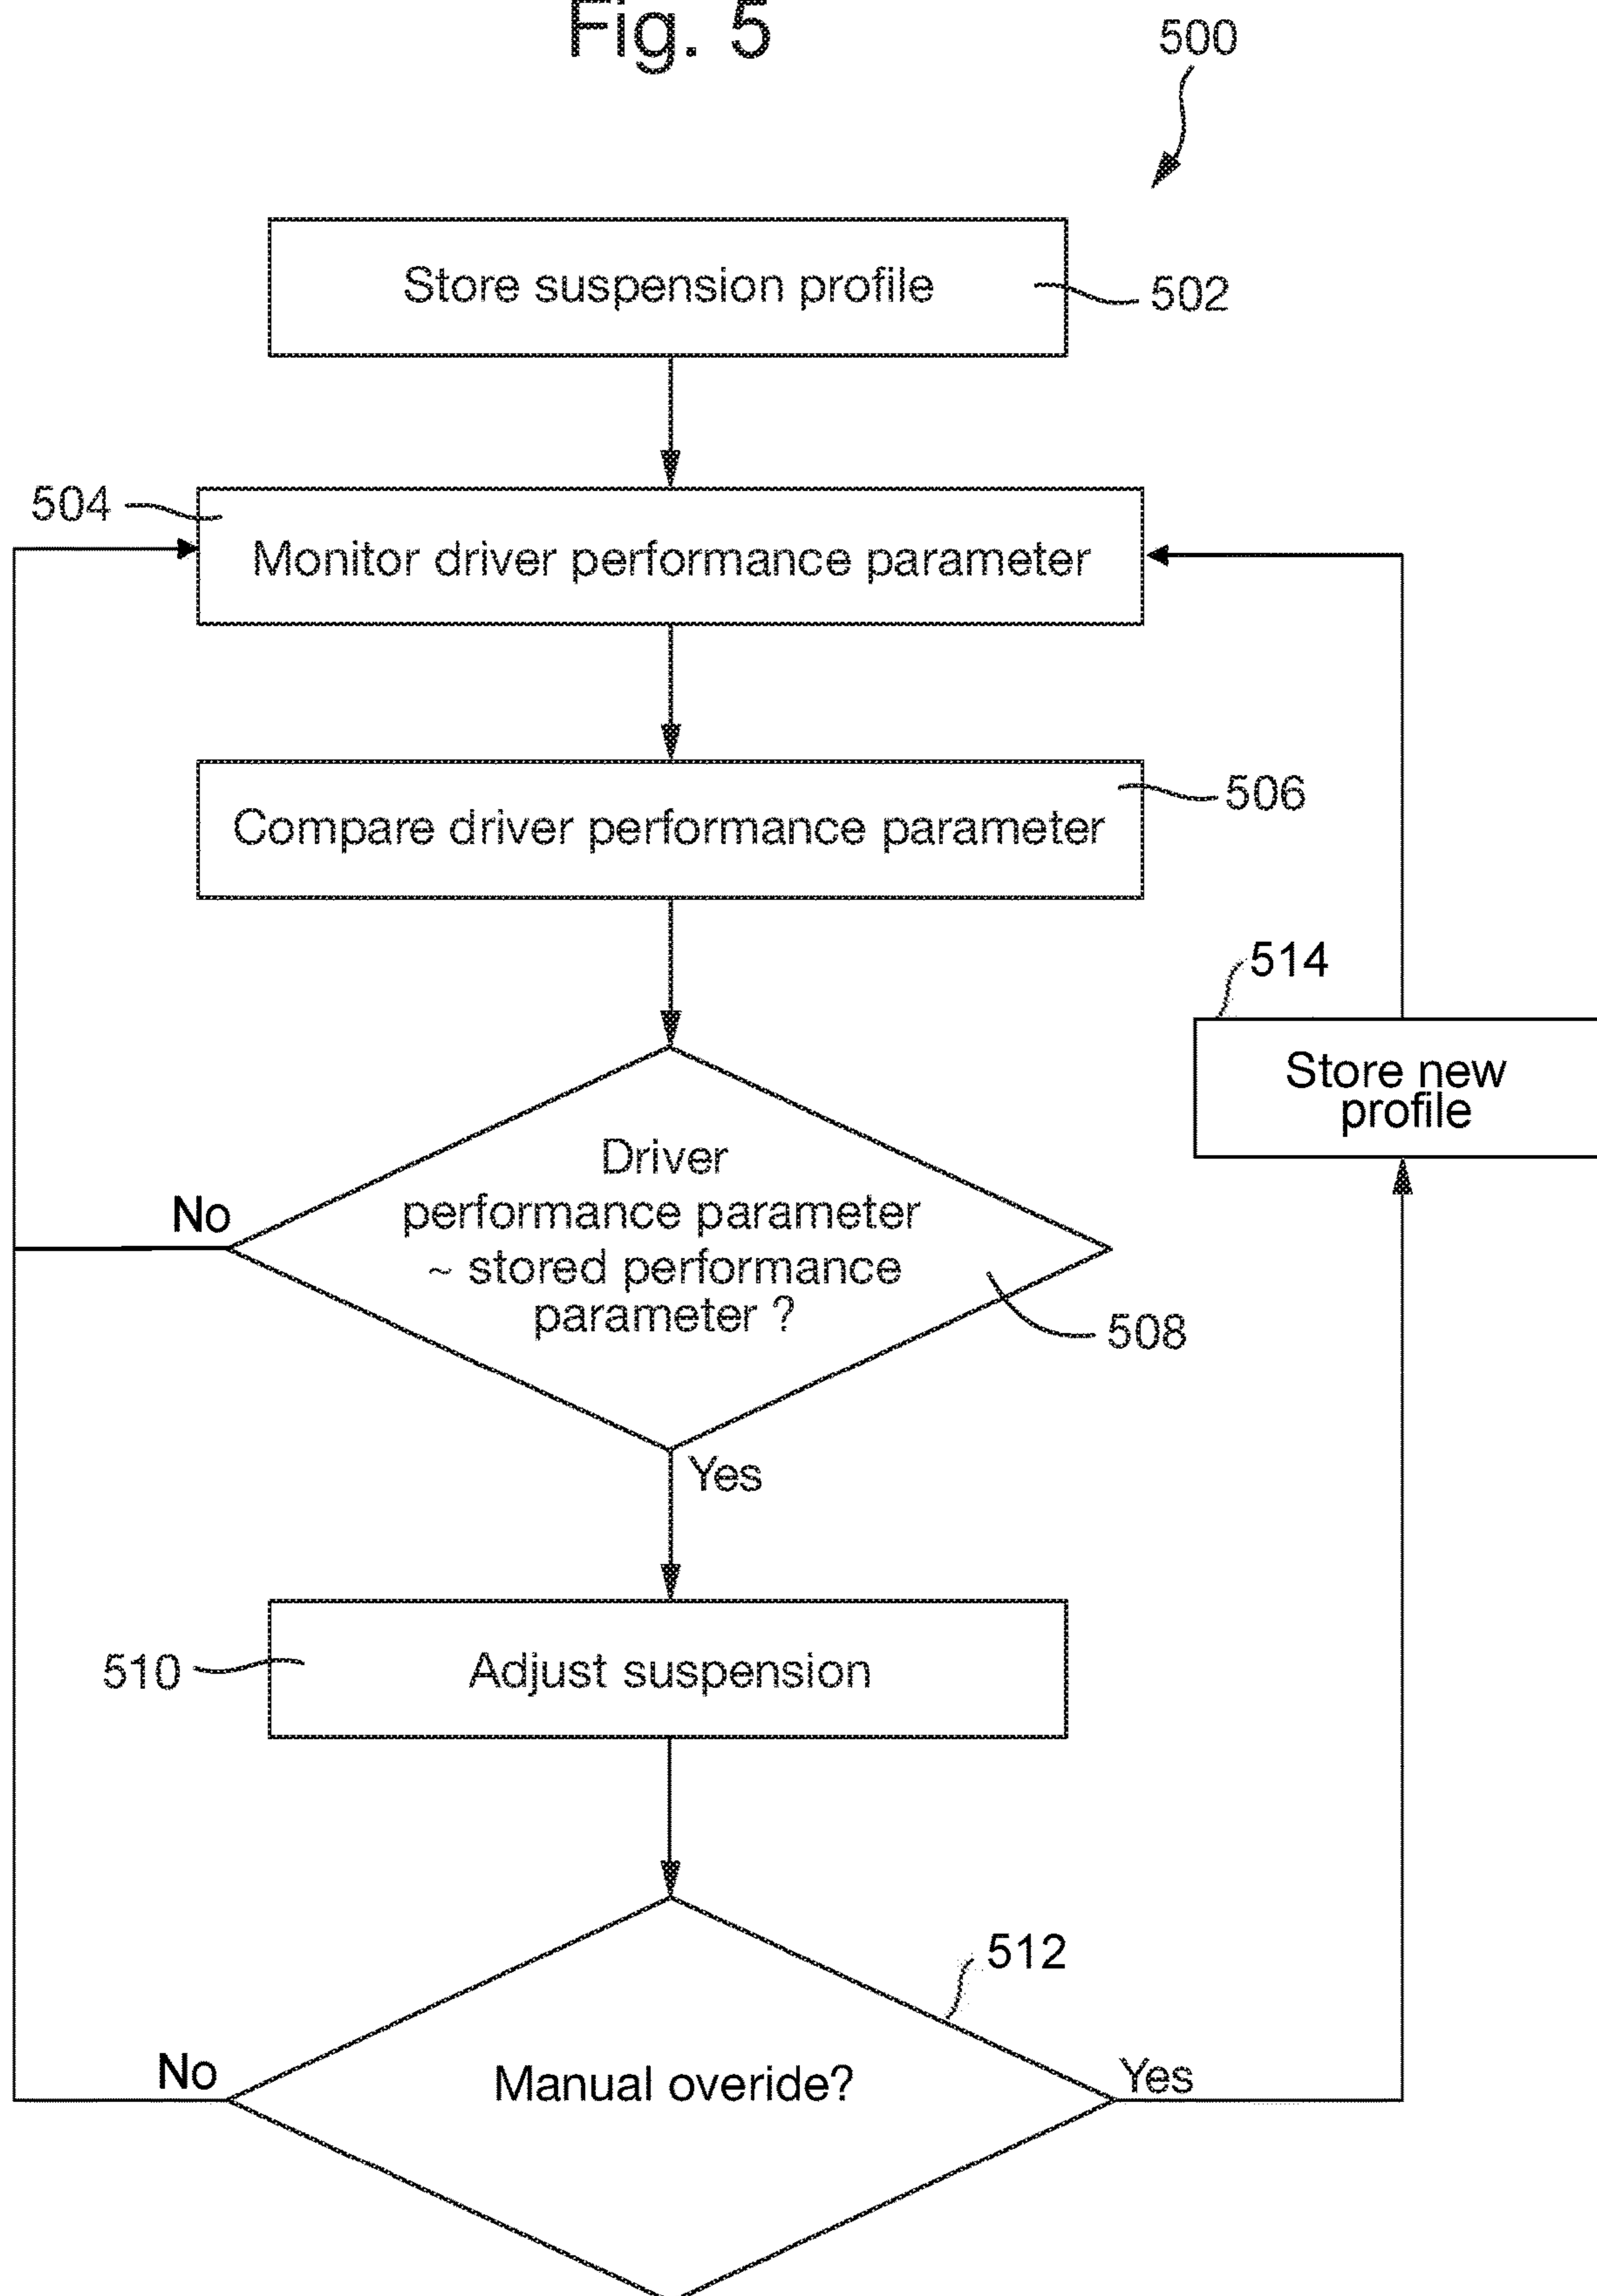 Fig. 5
500
Store suspension profile
502
504
Monitor driver performance parameter
506
Compare driver performance parameter
514
Store new
profile
Driver
performance parameter
~ stored performance
parameter ?
No
508
Yes
510
Adjust suspension
512
Manual overide?
No
Yes